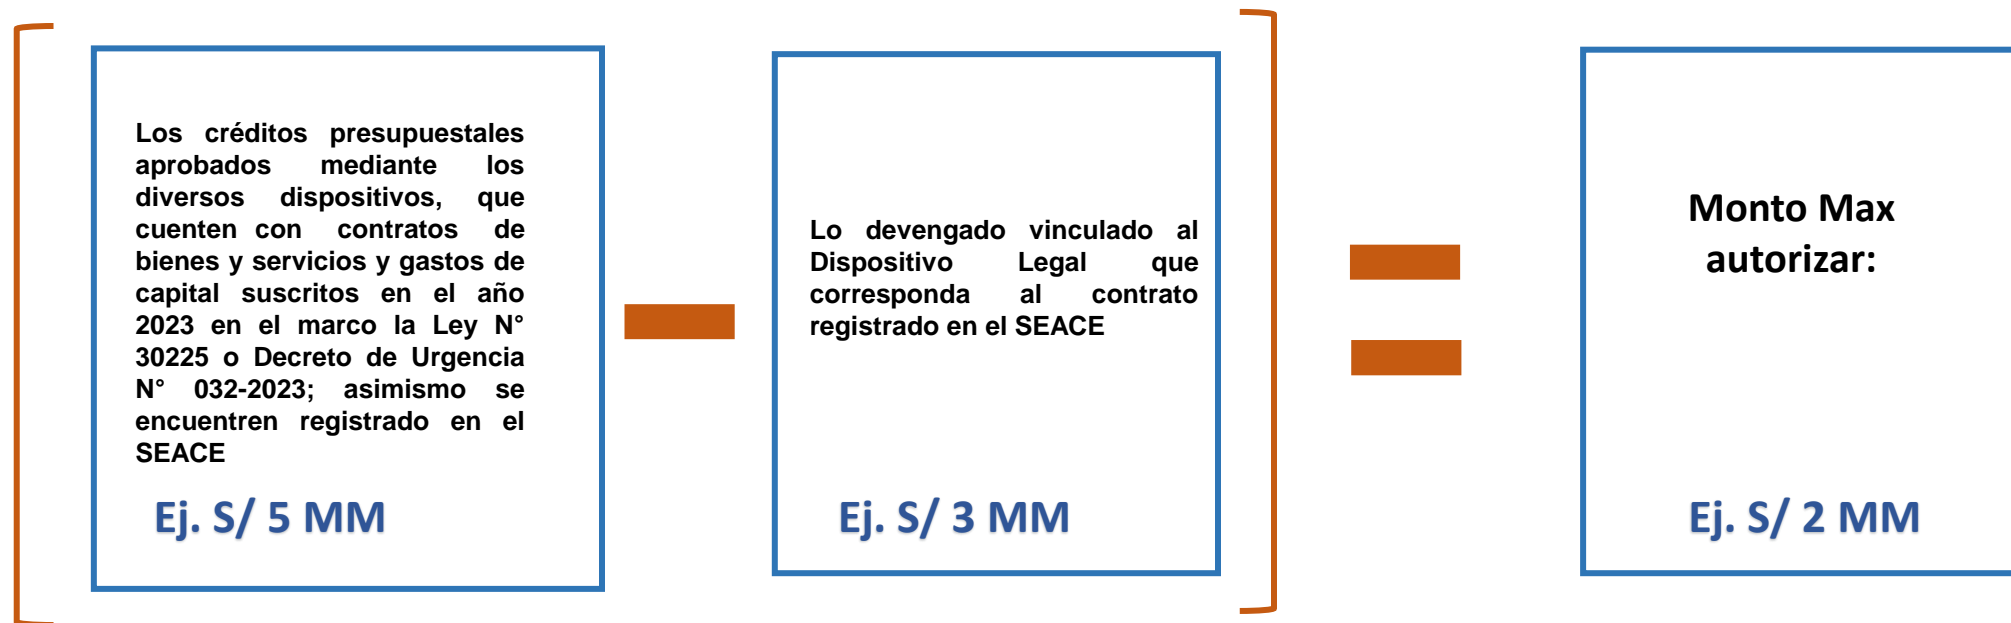 Los créditos presupuestales
aprobados mediante los
diversos dispositivos, que
cuenten con contratos de
bienes y servicios y gastos de
capital suscritos en el año
2023 en el marco la Ley N°
30225 o Decreto de Urgencia
N° 032-2023; asimismo se
encuentren registrado en el
SEACE
Ej. S/ 5 MM
Lo devengado vinculado al
Dispositivo Legal que
corresponda al contrato
registrado en el SEACE
Ej. S/ 3 MM
Monto Max
autorizar:
Ej. S/ 2 MM